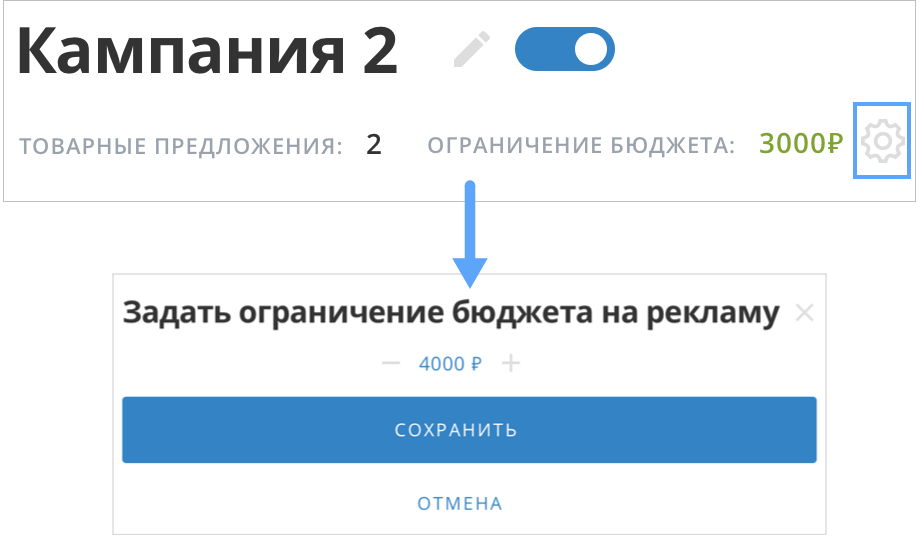 Кампания 2
ТОВАРНЫЕ ПРЕДЛОЖЕНИЯ: 2 ОГРАНИЧЕНИЕ БЮДЖЕТА: 3000₽
Задать ограничение бюджета на рекламу
− 4000 ₽ +
СОХРАНИТЬ
ОТМЕНА